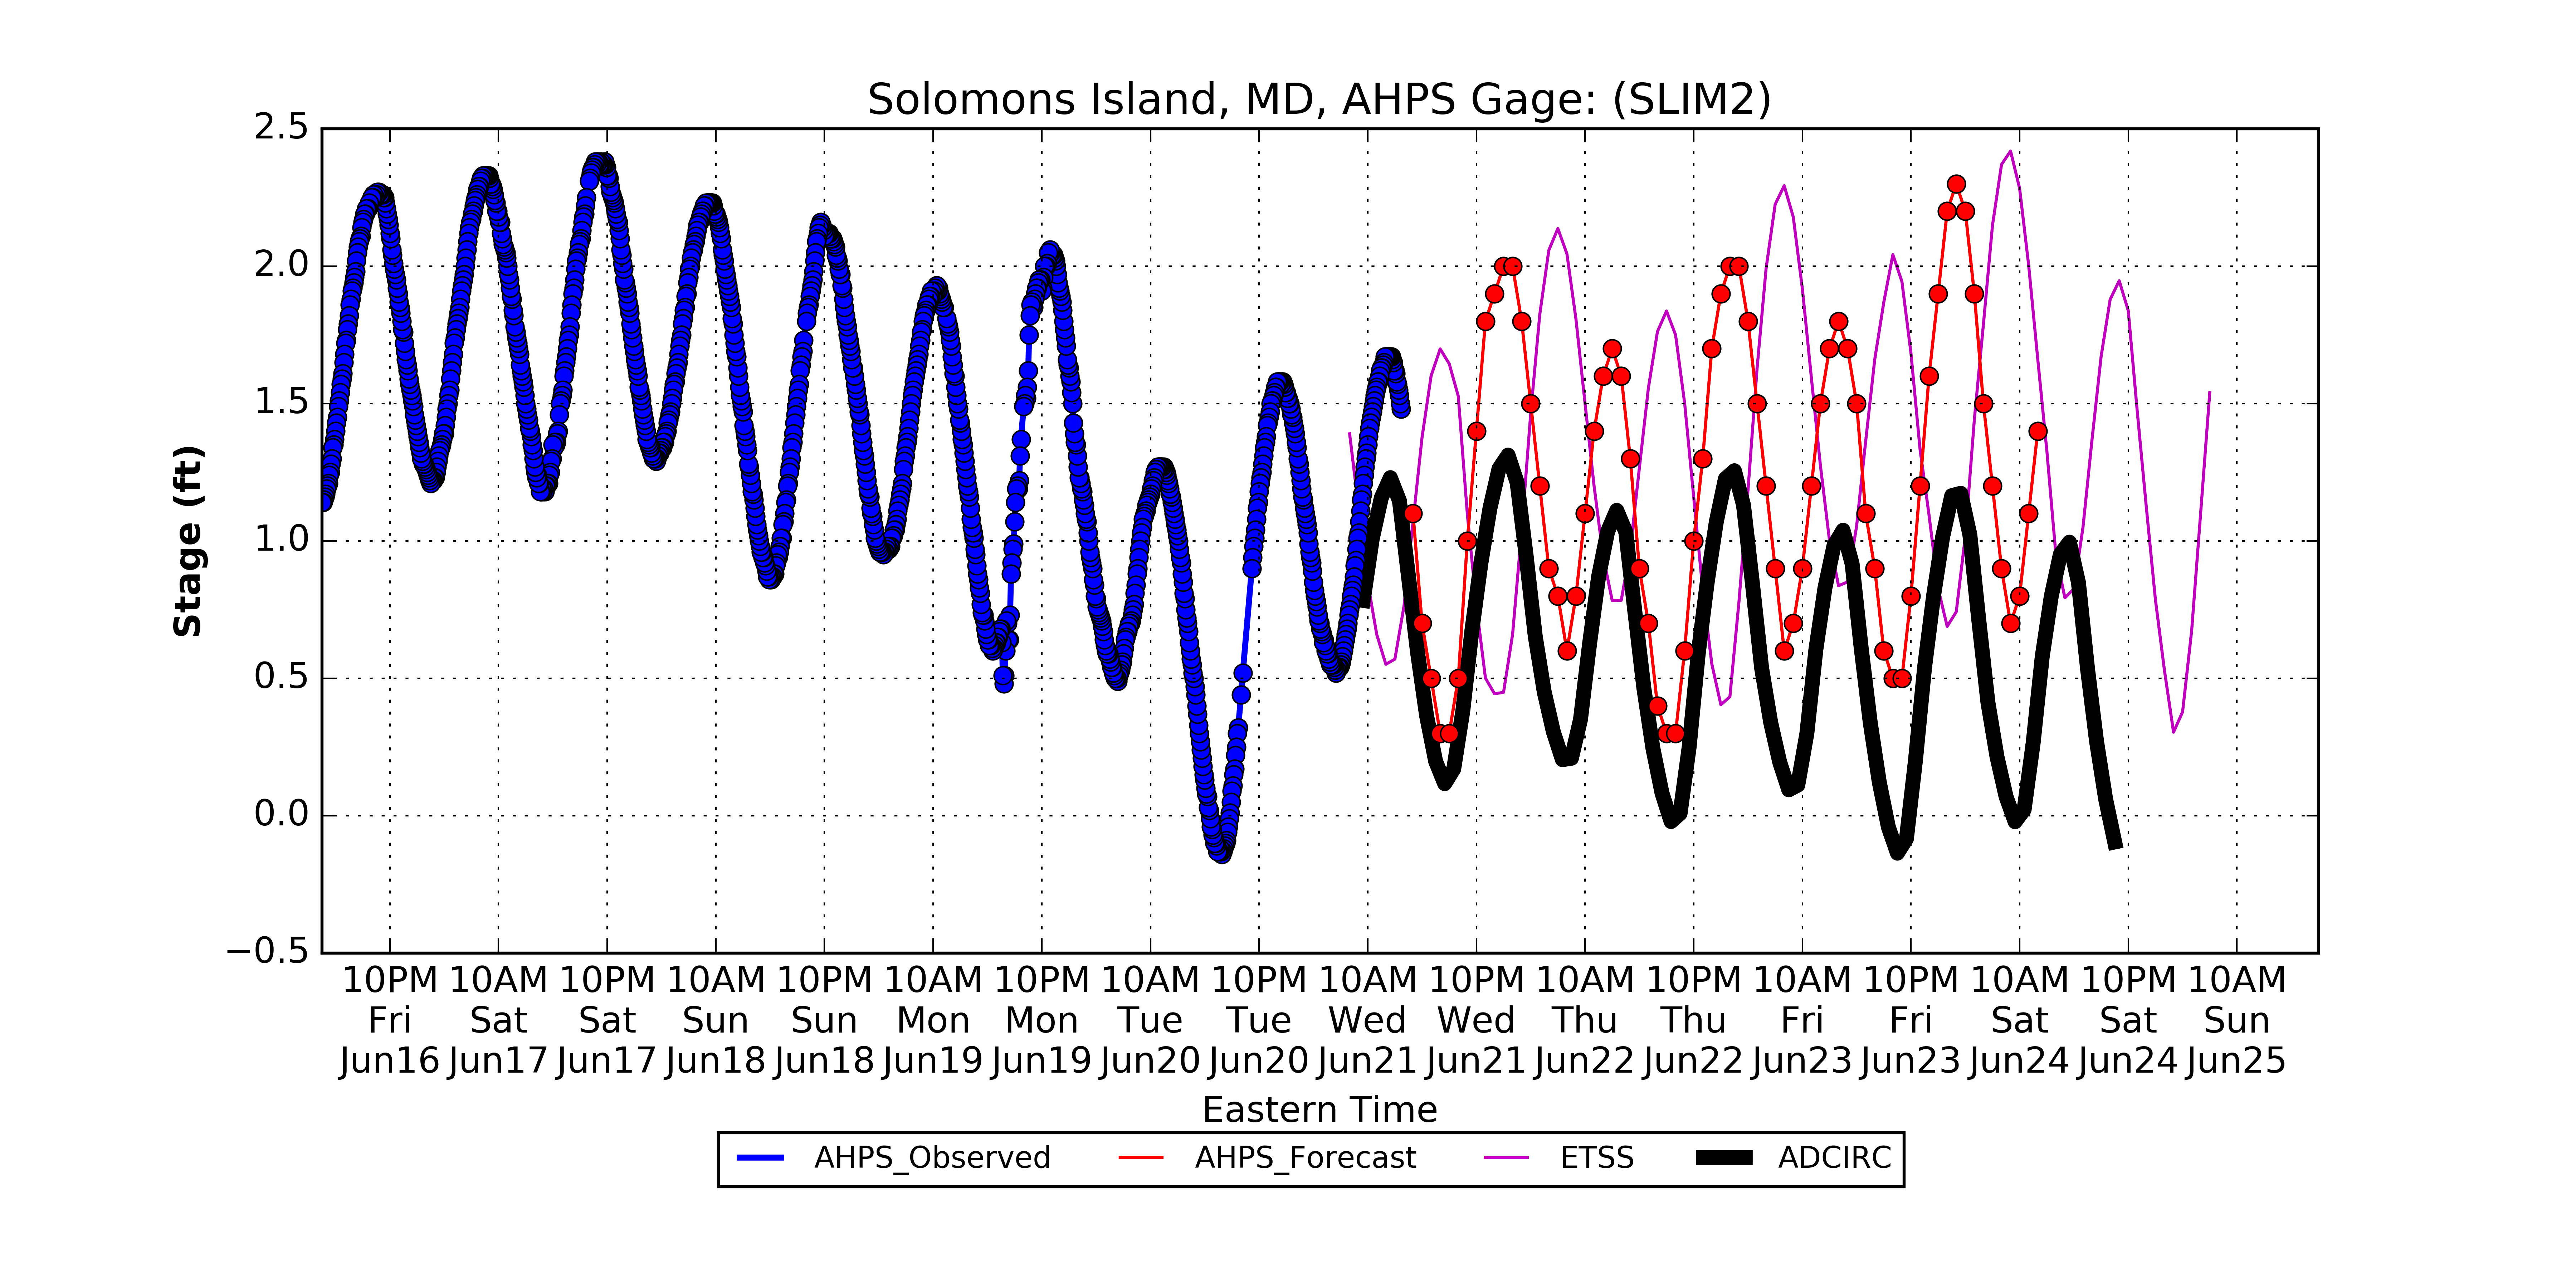 Solomons Island, MD, AHPS Gage: (SLIM2)
2.5
2.0
1.5
1.0
0.5
0.0
−0.5
Stage (ft)
10PM 10AM 10PM 10AM 10PM 10AM 10PM 10AM 10PM 10AM 10PM 10AM 10PM 10AM 10PM 10AM 10PM 10AM
Fri Sat Sat Sun Sun Mon Mon Tue Tue Wed Wed Thu Thu Fri Fri Sat Sat Sun
Jun16 Jun17 Jun17 Jun18 Jun18 Jun19 Jun19 Jun20 Jun20 Jun21 Jun21 Jun22 Jun22 Jun23 Jun23 Jun24 Jun24 Jun25
Eastern Time
AHPS_Observed AHPS_Forecast ETSS ADCIRC